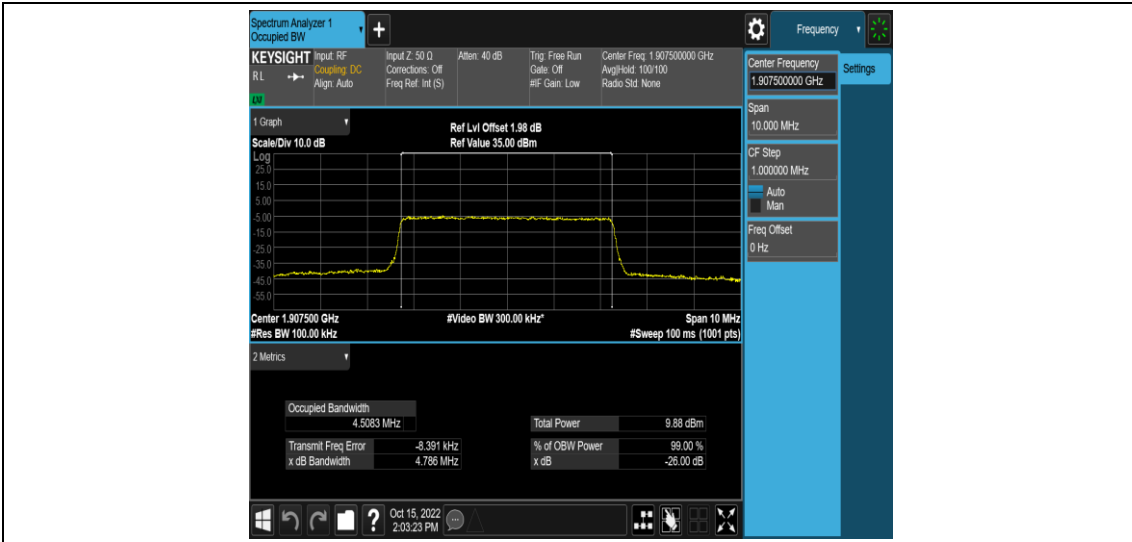 Spectrum Analyzer 1
Occupied BW
+
Frequency
KEYSIGHT
RL
LNI
Input: RF
Coupling: DC
Align: Auto
Input Z: 50 Ω
Corrections: Off
Freq Ref: Int (S)
Atten: 40 dB
Trig: Free Run
Gate: Off
#IF Gain: Low
Center Freq: 1.907500000 GHz
Avg|Hold: 100/100
Radio Std: None
Center Frequency
1.907500000 GHz
Settings
Span
10.000 MHz
CF Step
1.000000 MHz
Auto
Man
Freq Offset
0 Hz
1 Graph
Scale/Div 10.0 dB
Ref Lvl Offset 1.98 dB
Ref Value 35.00 dBm
Log
25.0
15.0
5.00
-5.00
-15.0
-25.0
-35.0
-45.0
-55.0
Center 1.907500 GHz
#Video BW 300.00 kHz*
Span 10 MHz
#Res BW 100.00 kHz
#Sweep 100 ms (1001 pts)
2 Metrics
Occupied Bandwidth
4.5083 MHz
Total Power 9.88 dBm
Transmit Freq Error -8.391 kHz
% of OBW Power 99.00 %
x dB Bandwidth 4.786 MHz
x dB -26.00 dB
?
Oct 15, 2022
2:03:23 PM